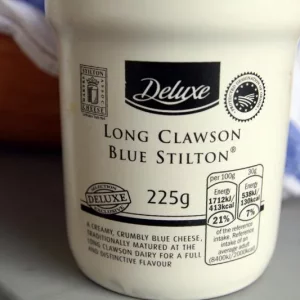 STILTON
CHEESE
Deluxe
LONG CLAWSON
BLUE STILTON®
DELUXE
225g
per 100g
30g
Energy
1712kJ/
413kcal
21%
Energy
538kJ/
130kcal
7%
of the reference
intake. Reference
intake of an
average adult
(8400kJ/2000kcal)
A CREAMY, CRUMBLY BLUE CHEESE,
TRADITIONALLY MATURED AT THE
LONG CLAWSON DAIRY FOR A FULL
AND DISTINCTIVE FLAVOUR